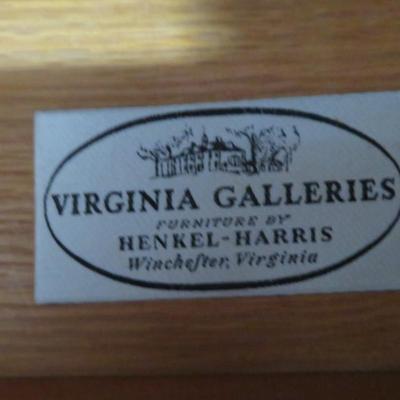 VIRGINIA GALLERIES
FURNITURE BY
HENKEL-HARRIS
Wincheſter, Virginia